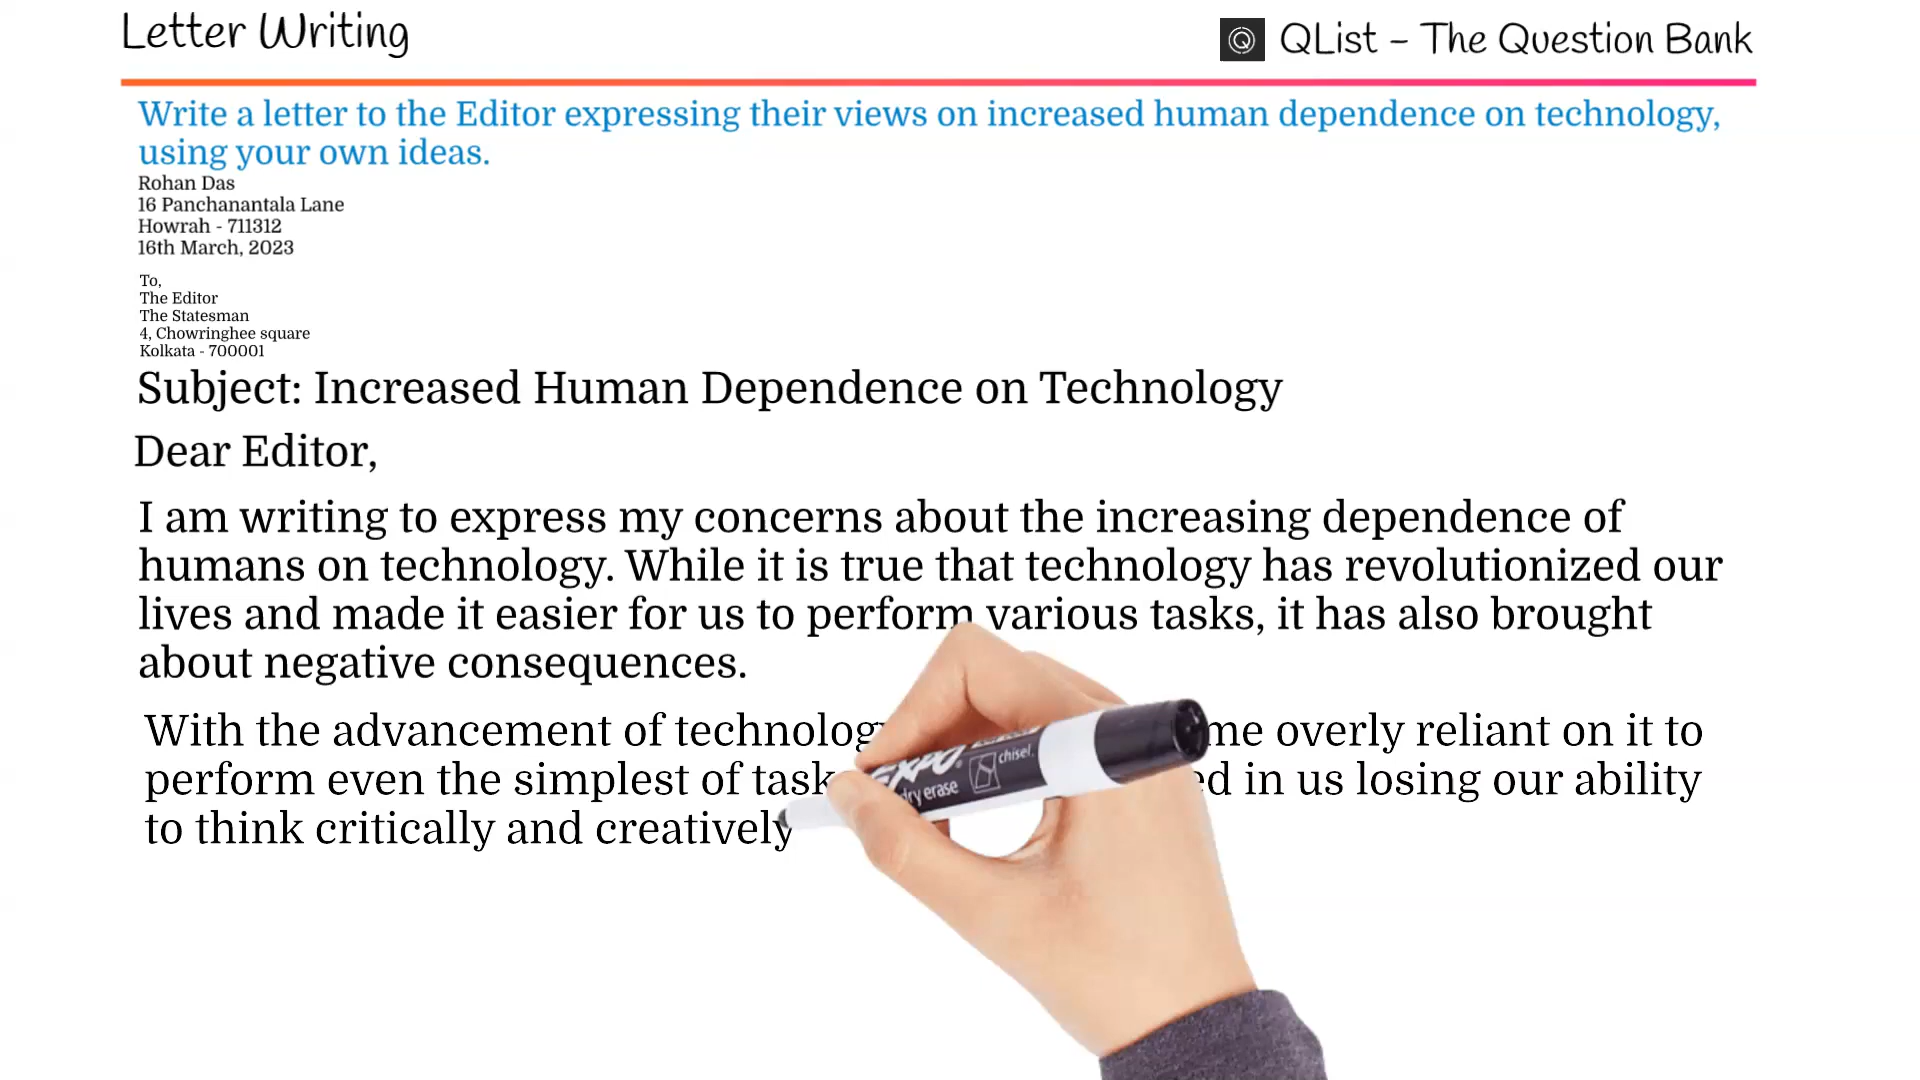 Letter Writing
QList - The Question Bank
Write a letter to the Editor expressing their views on increased human dependence on technology,
using your own ideas.
Rohan Das
16 Panchanantala Lane
Howrah - 711312
16th March, 2023
To,
The Editor
The Statesman
4, Chowringhee square
Kolkata - 700001
Subject: Increased Human Dependence on Technology
Dear Editor,
I am writing to express my concerns about the increasing dependence of
humans on technology. While it is true that technology has revolutionized our
lives and made it easier for us to perform various tasks, it has also brought
about negative consequences.
With the advancement of overly reliant on it to
perform even the simplest of in us losing our ability
to think critically and creatively
EXPO
chisel
dry erase